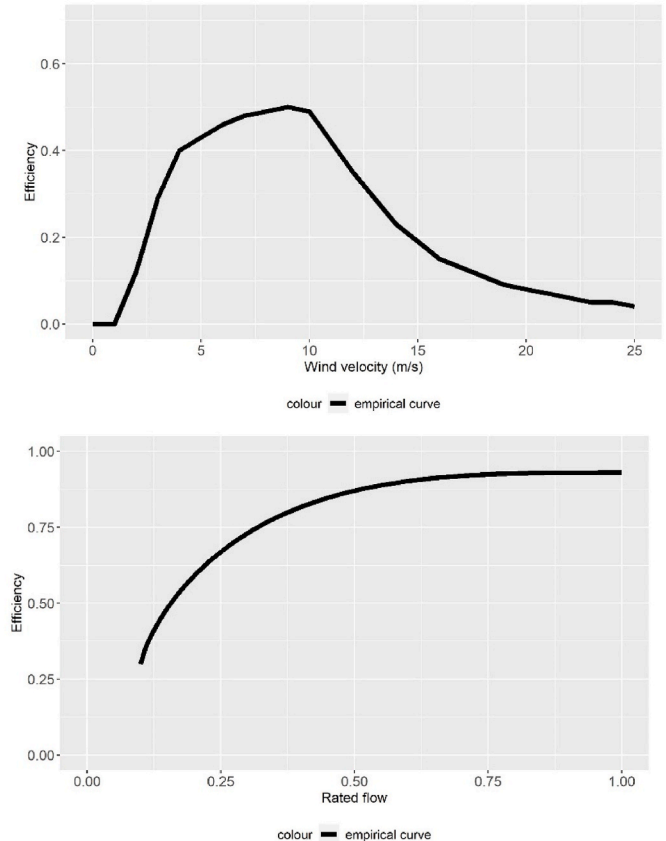 0.6
0.4
0.2
0.0
Efficiency
0 5 10 15 20 25
Wind velocity (m/s)
colour empirical curve
1.00
0.75
0.50
0.25
0.00
Efficiency
0.00 0.25 0.50 0.75 1.00
Rated flow
colour empirical curve